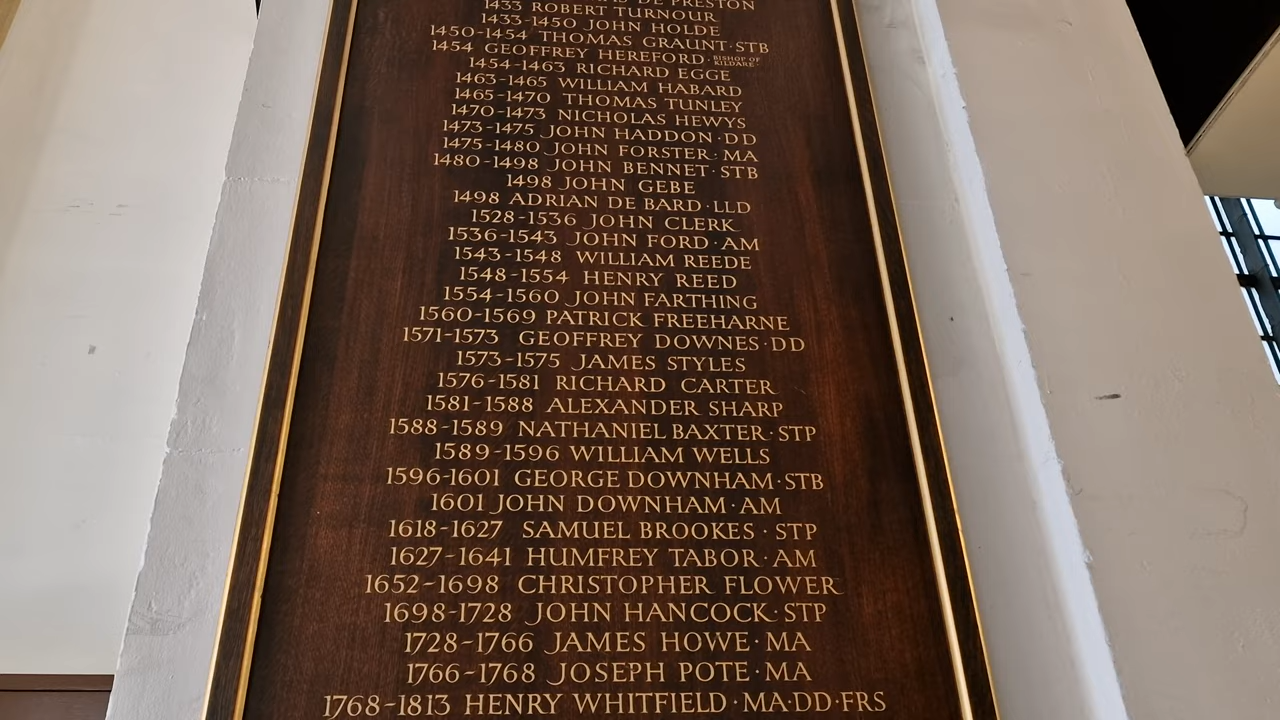 DE PRESTON
1433 ROBERT TURNOUR
1433-1450 JOHN HOLDE
1450-1454 THOMAS GRAUNT·STB
1454 GEOFFREY HEREFORD·BISHOP OF KILDARE·
1454-1463 RICHARD EGGE
1463-1465 WILLIAM HABARD
1465-1470 THOMAS TUNLEY
1470-1473 NICHOLAS HEWYS
1473-1475 JOHN HADDON·DD
1475-1480 JOHN FORSTER·MA
1480-1498 JOHN BENNET·STB
1498 JOHN GEBE
1498 ADRIAN DE BARD·LLD
1528-1536 JOHN CLERK
1536-1543 JOHN FORD·AM
1543-1548 WILLIAM REEDE
1548-1554 HENRY REED
1554-1560 JOHN FARTHING
1560-1569 PATRICK FREEHARNE
1571-1573 GEOFFREY DOWNES·DD
1573-1575 JAMES STYLES
1576-1581 RICHARD CARTER
1581-1588 ALEXANDER SHARP
1588-1589 NATHANIEL BAXTER·STP
1589-1596 WILLIAM WELLS
1596-1601 GEORGE DOWNHAM·STB
1601 JOHN DOWNHAM·AM
1618-1627 SAMUEL BROOKES·STP
1627-1641 HUMFREY TABOR·AM
1652-1698 CHRISTOPHER FLOWER
1698-1728 JOHN HANCOCK·STP
1728-1766 JAMES HOWE·MA
1766-1768 JOSEPH POTE·MA
1768-1813 HENRY WHITFIELD·MA·DD·FRS